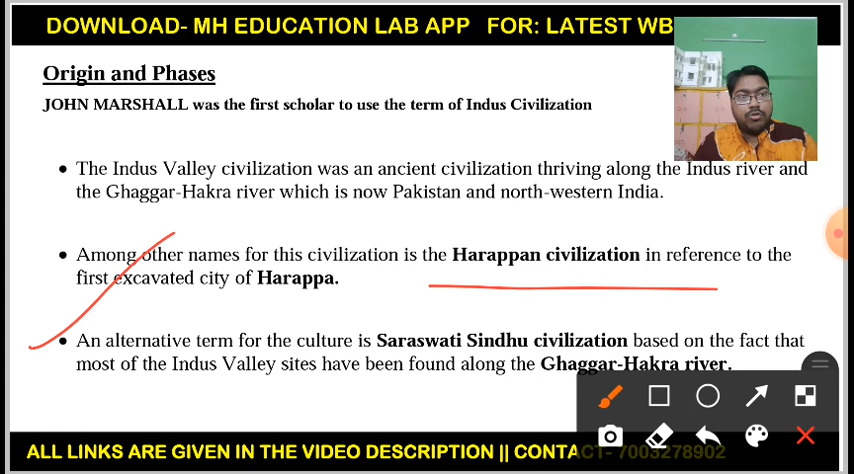 DOWNLOAD- MH EDUCATION LAB APP FOR: LATEST WB
Origin and Phases
JOHN MARSHALL was the first scholar to use the term of Indus Civilization
• The Indus Valley civilization was an ancient civilization thriving along the Indus river and
the Ghaggar-Hakra river which is now Pakistan and north-western India.
• Among other names for this civilization is the Harappan civilization in reference to the
first excavated city of Harappa.
• An alternative term for the culture is Saraswati Sindhu civilization based on the fact that
most of the Indus Valley sites have been found along the Ghaggar-Hakra river.
ALL LINKS ARE GIVEN IN THE VIDEO DESCRIPTION || CONTACT- 7003278902